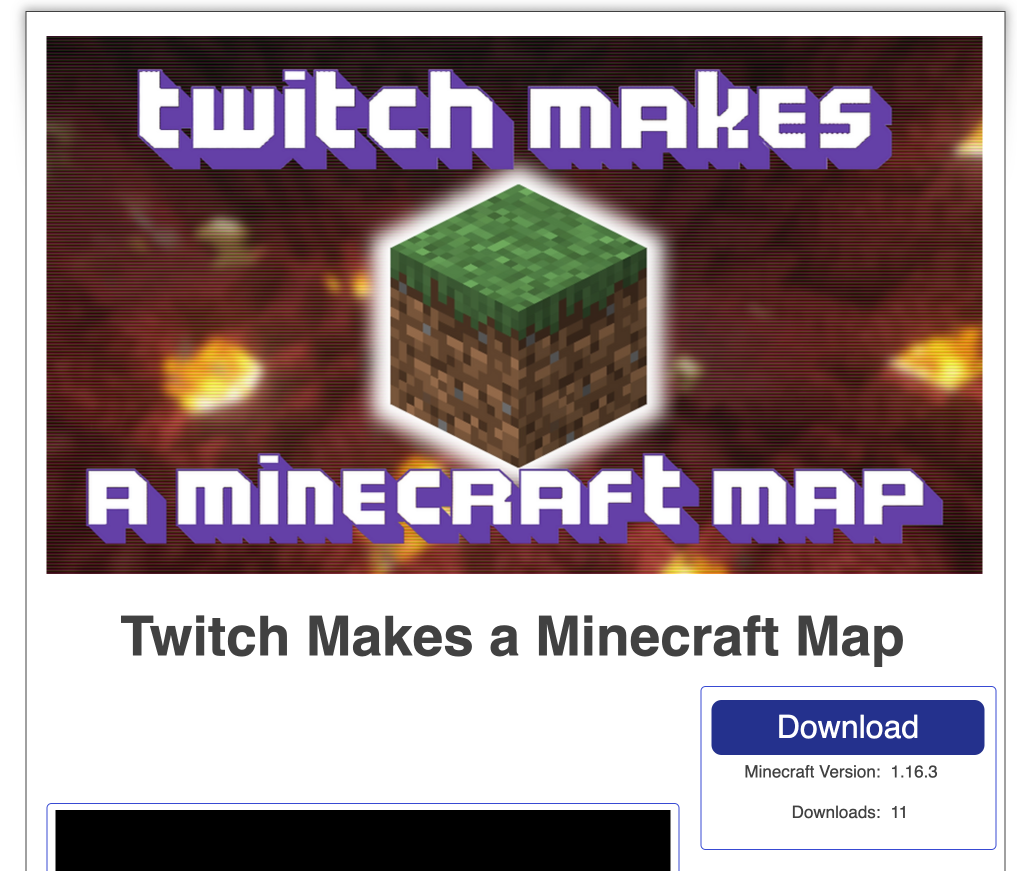 twitch makes
a minecraft map
Twitch Makes a Minecraft Map
Download
Minecraft Version: 1.16.3
Downloads: 11